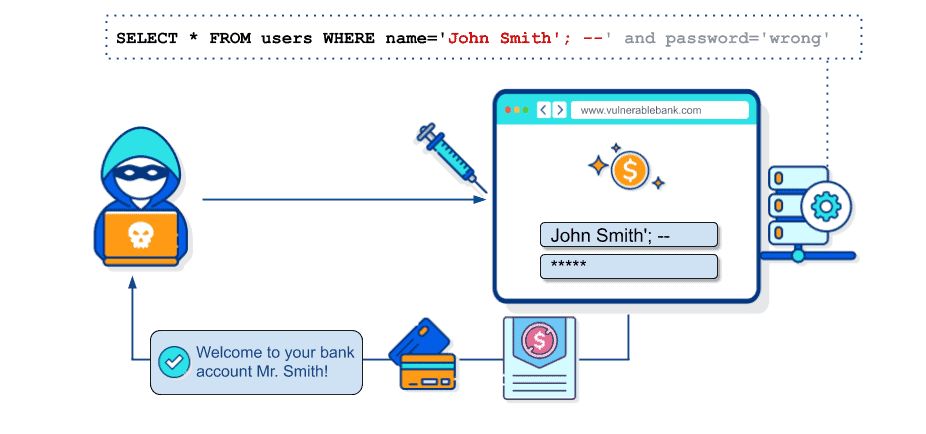 SELECT * FROM users WHERE name='John Smith'; --' and password='wrong'
www.vulnerablebank.com
$
John Smith'; --
*****
$
Welcome to your bank
account Mr. Smith!